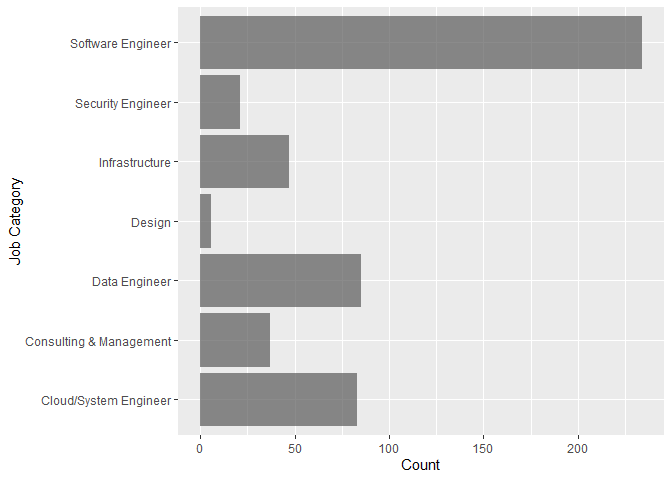 Software Engineer
Security Engineer
Infrastructure
Design
Data Engineer
Consulting & Management
Cloud/System Engineer
Job Category
0 50 100 150 200
Count